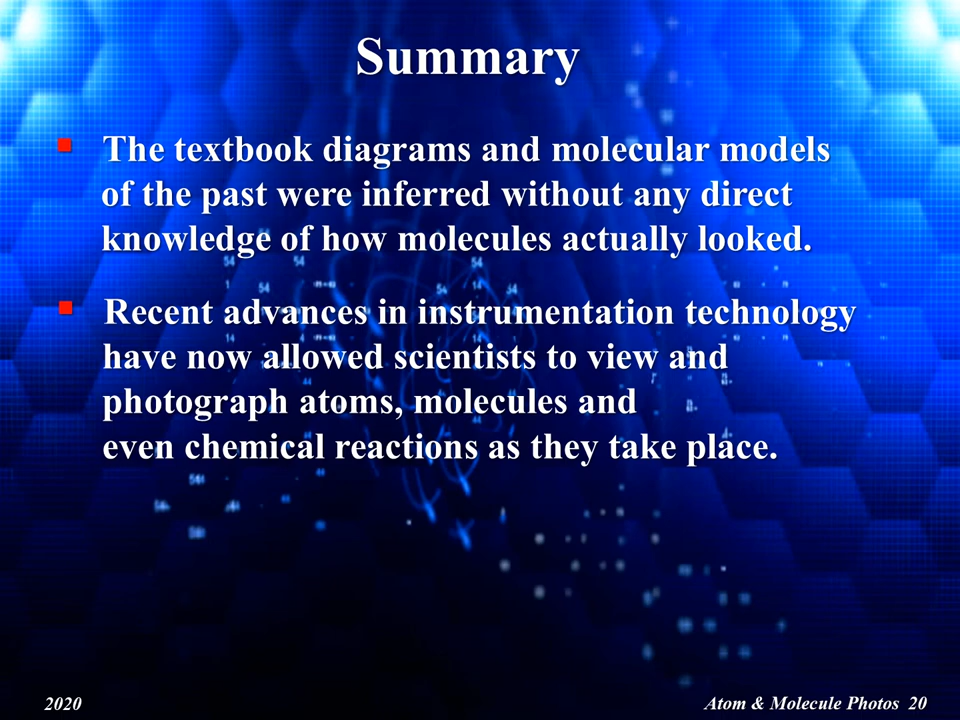 Summary
The textbook diagrams and molecular models
of the past were inferred without any direct
knowledge of how molecules actually looked.
Recent advances in instrumentation technology
have now allowed scientists to view and
photograph atoms, molecules and
even chemical reactions as they take place.
2020
Atom & Molecule Photos 20